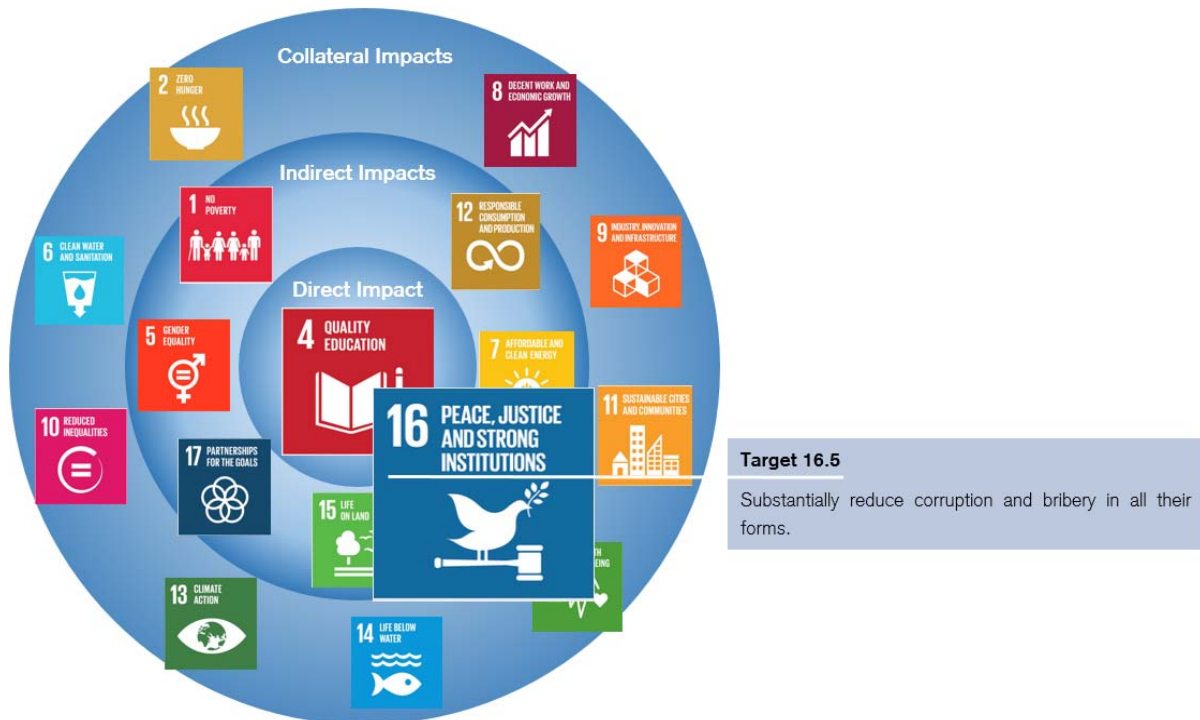 Collateral Impacts
2 ZERO
HUNGER
8 DECENT WORK AND
ECONOMIC GROWTH
Indirect Impacts
1 NO
POVERTY
12 RESPONSIBLE
CONSUMPTION
AND PRODUCTION
9 INDUSTRY, INNOVATION
AND INFRASTRUCTURE
6 CLEAN WATER
AND SANITATION
Direct Impact
4 QUALITY
EDUCATION
5 GENDER
EQUALITY
7 AFFORDABLE AND
CLEAN ENERGY
16 PEACE, JUSTICE
AND STRONG
INSTITUTIONS
11 SUSTAINABLE CITIES
AND COMMUNITIES
10 REDUCED
INEQUALITIES
17 PARTNERSHIPS
FOR THE GOALS
Target 16.5
Substantially reduce corruption and bribery in all their
forms.
15 LIFE
ON LAND
13 CLIMATE
ACTION
14 LIFE BELOW
WATER